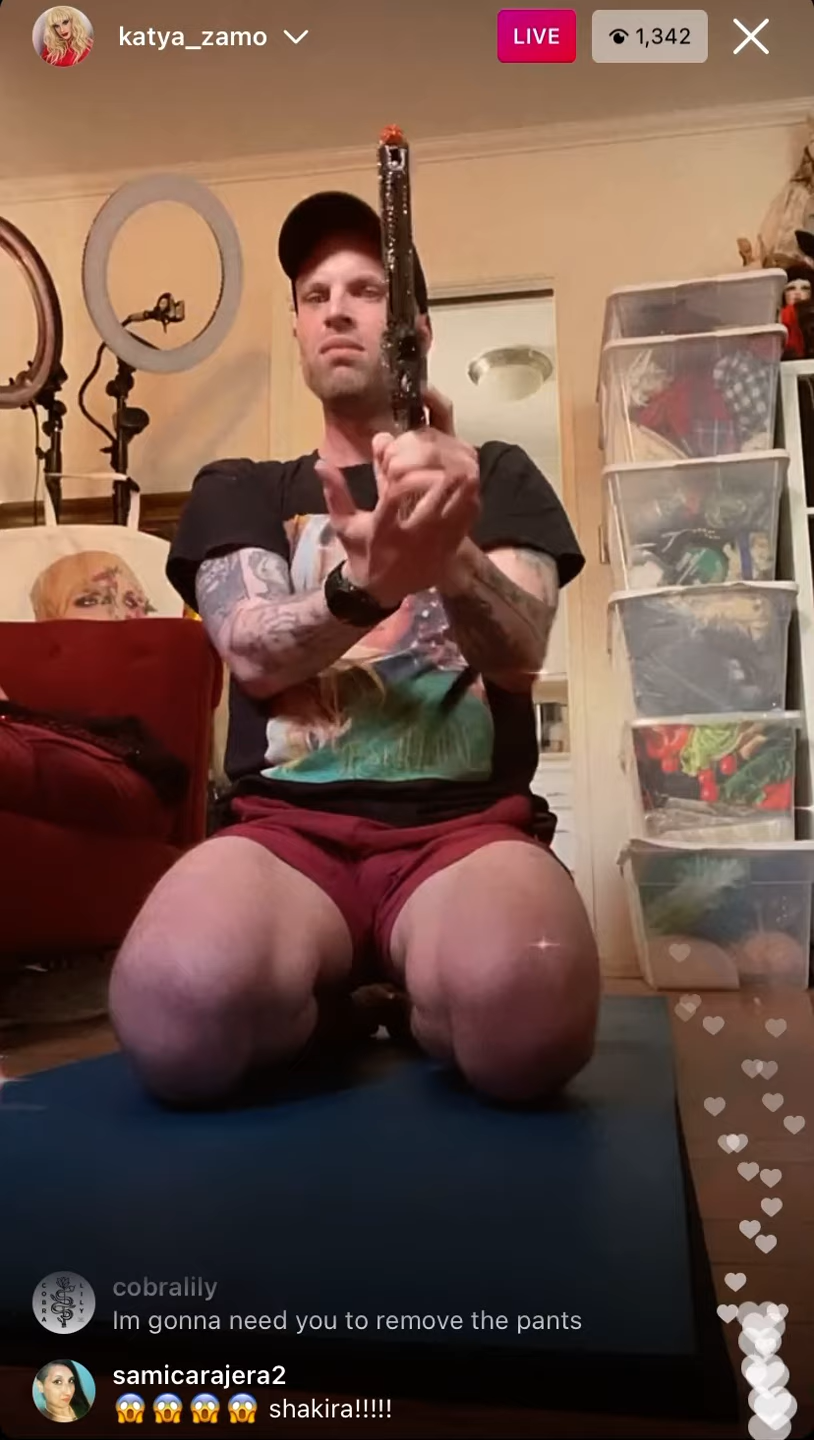 katya_zamo
LIVE
1,342
cobralily
Im gonna need you to remove the pants
samicarajera2
😱😱😱😱 shakira!!!!!